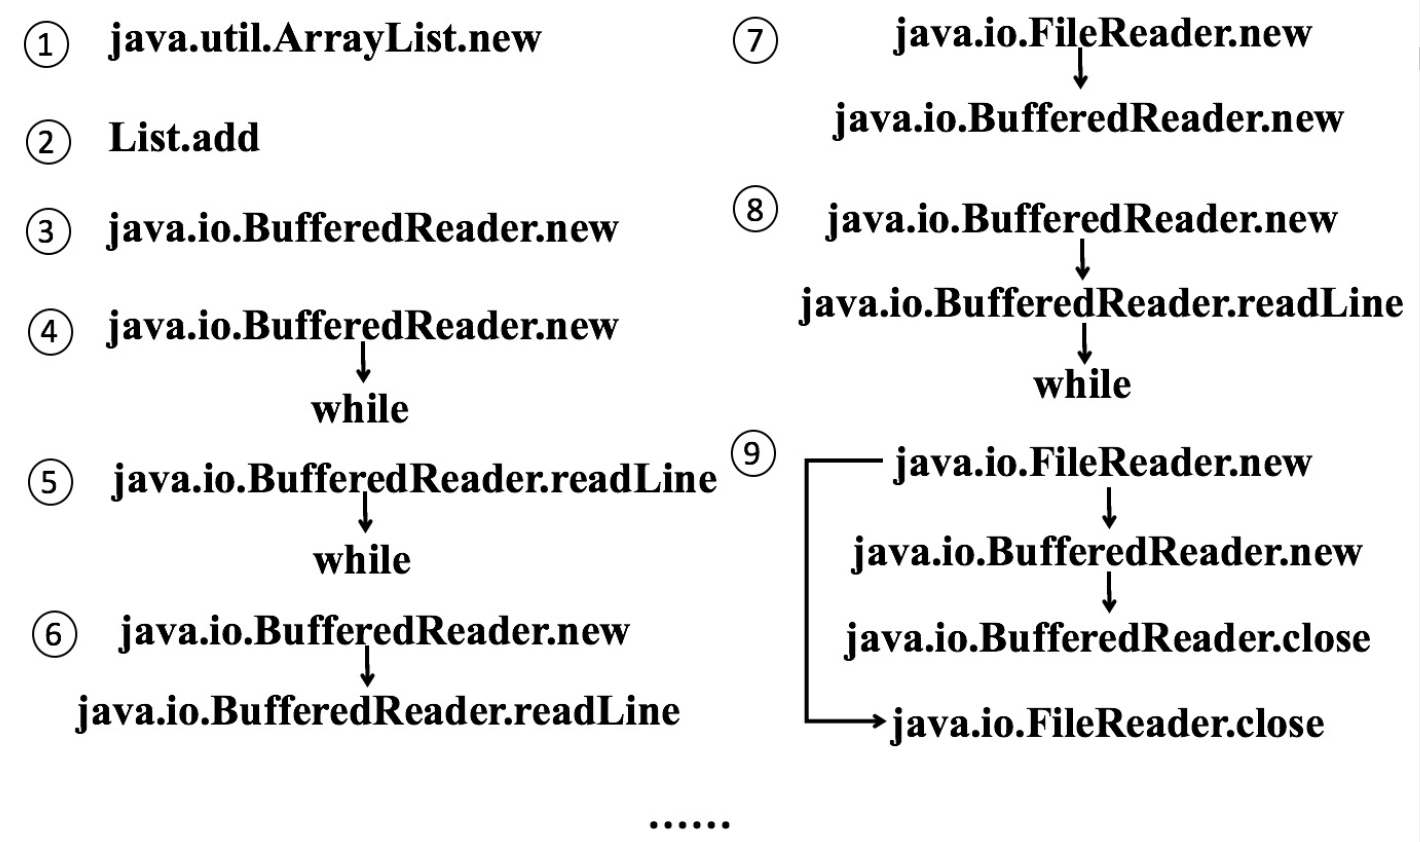 ① java.util.ArrayList.new
② List.add
③ java.io.BufferedReader.new
④ java.io.BufferedReader.new
while
⑤ java.io.BufferedReader.readLine
while
⑥ java.io.BufferedReader.new
java.io.BufferedReader.readLine
⑦ java.io.FileReader.new
java.io.BufferedReader.new
⑧ java.io.BufferedReader.new
java.io.BufferedReader.readLine
while
⑨ java.io.FileReader.new
java.io.BufferedReader.new
java.io.BufferedReader.close
java.io.FileReader.close
......